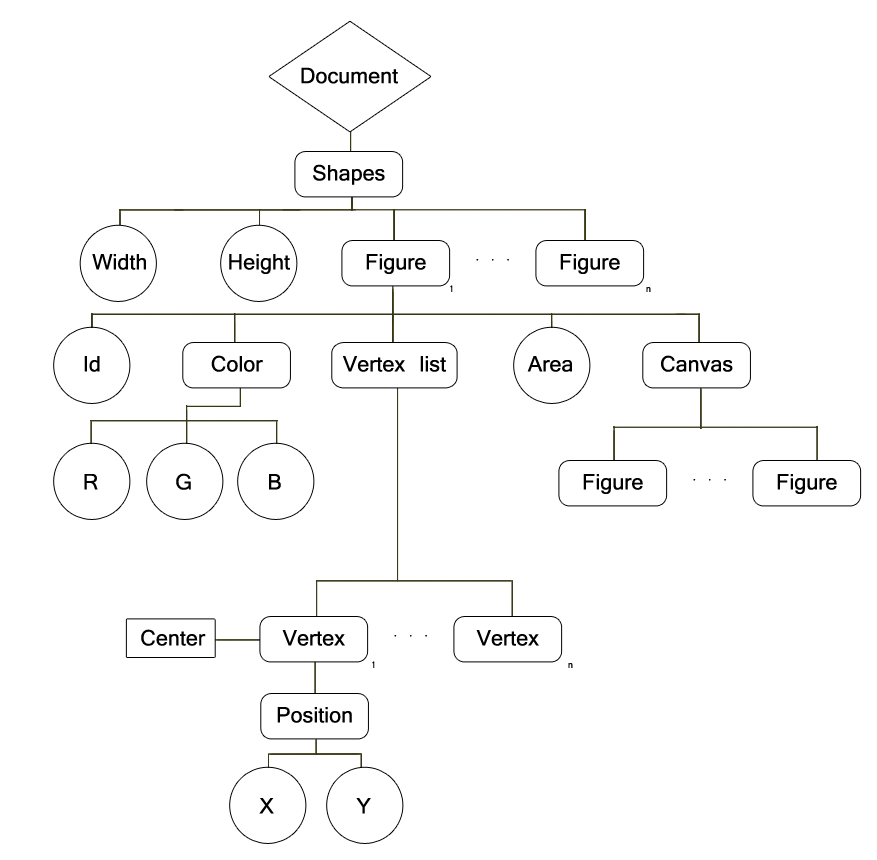 Document
Shapes
Width
Height
Figure
1
. . .
Figure
n
Id
Color
Vertex list
Area
Canvas
R
G
B
Figure
. . .
Figure
Center
Vertex
1
. . .
Vertex
n
Position
X
Y